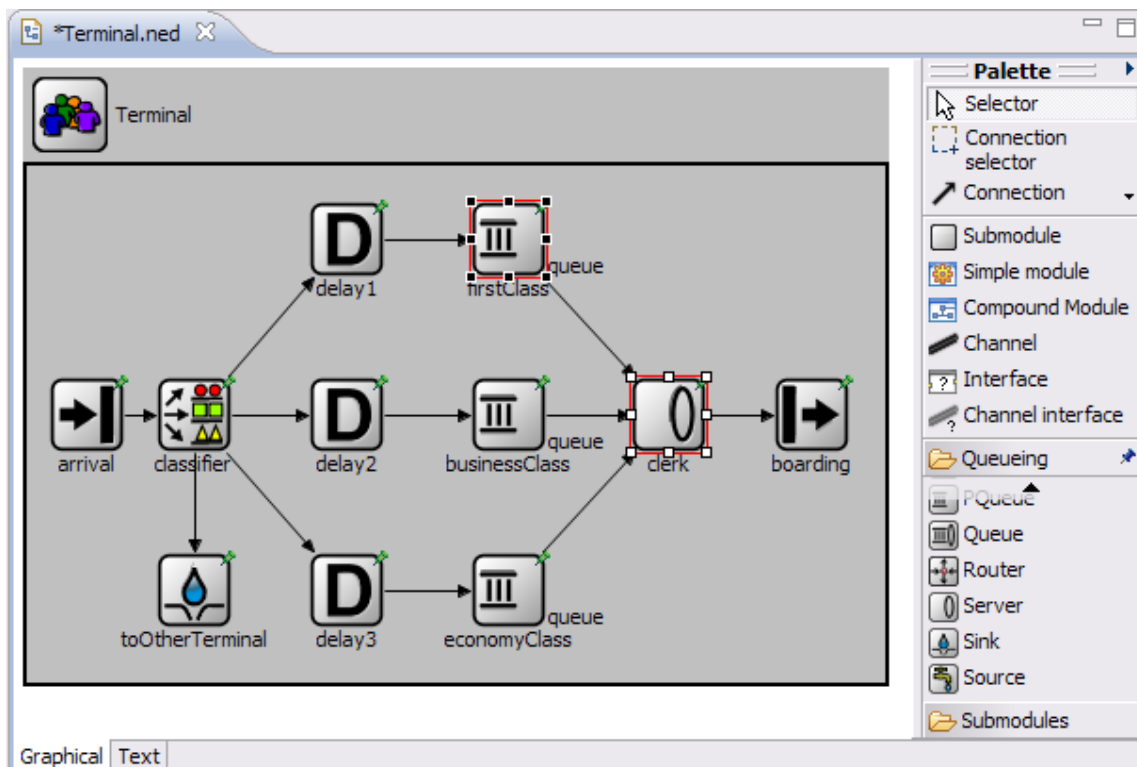 *Terminal.ned
Terminal
D
delay1
queue
firstClass
arrival
classifier
D
delay2
queue
businessClass
clerk
boarding
toOtherTerminal
D
delay3
queue
economyClass
Graphical
Text
Palette
Selector
Connection
selector
Connection
Submodule
Simple module
Compound Module
Channel
Interface
Channel interface
Queueing
PQueue
Queue
Router
Server
Sink
Source
Submodules